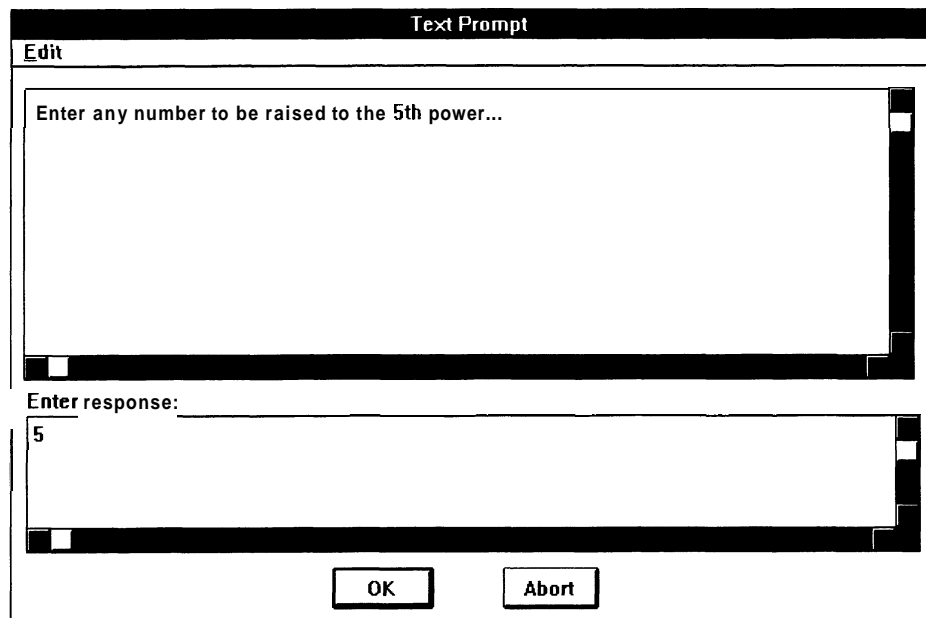 Text Prompt
Edit
Enter any number to be raised to the 5th power...
Enter response:
5
OK Abort